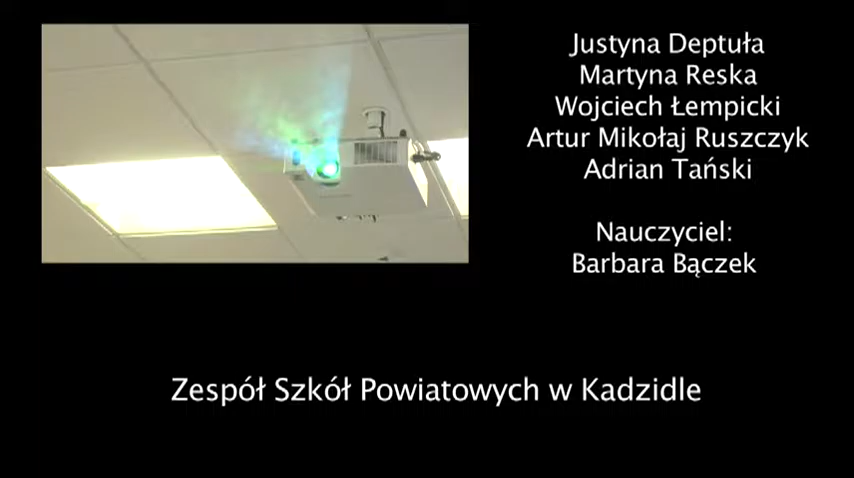 Justyna Deptuła
Martyna Reska
Wojciech Łempicki
Artur Mikołaj Ruszczyk
Adrian Tański
Nauczyciel:
Barbara Bączek
Zespół Szkół Powiatowych w Kadzidle